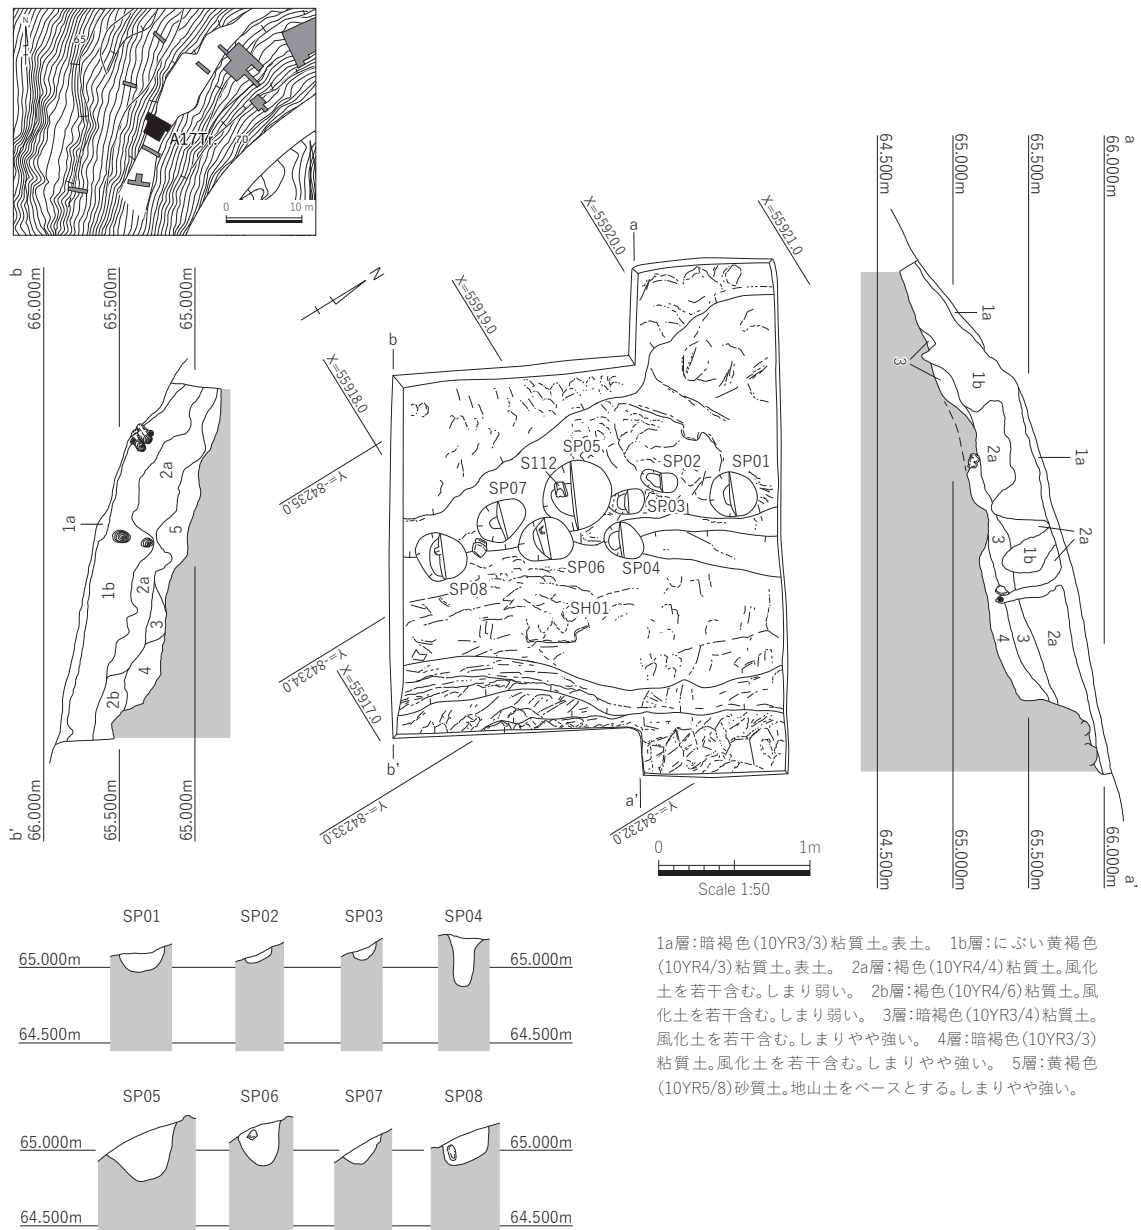 N
65
A17Tr.
70
0 10 m
b
66.000m
65.500m
65.000m
1a
2a
5
1b
2a
3
4
2b
b'
66.000m
65.500m
65.000m
N
X=55920.0
a
X=55921.0
X=55919.0
b
X=55918.0
Y=-84235.0
SP05
S112
SP02
SP01
SP07
SP03
SP06
SP04
SP08
SH01
Y=-84234.0
X=55917.0
b'
a'
Y=-84233.0
Y=-84232.0
0 1m
Scale 1:50
64.500m
65.000m
65.500m
66.000m
a
1a
3
1b
2a
1a
3
2a
1b
4
3
2a
64.500m
65.000m
65.500m
66.000m
a'
SP01 SP02 SP03 SP04
65.000m 65.000m
64.500m 64.500m
SP05 SP06 SP07 SP08
65.000m 65.000m
64.500m 64.500m
1a層:暗褐色(10YR3/3)粘質土。表土。 1b層:にぶい黄褐色
(10YR4/3)粘質土。表土。 2a層:褐色(10YR4/4)粘質土。風化
土を若干含む。しまり弱い。 2b層:褐色(10YR4/6)粘質土。風
化土を若干含む。しまり弱い。 3層:暗褐色(10YR3/4)粘質土。
風化土を若干含む。しまりやや強い。 4層:暗褐色(10YR3/3)
粘質土。風化土を若干含む。しまりやや強い。 5層:黄褐色
(10YR5/8)砂質土。地山土をベースとする。しまりやや強い。